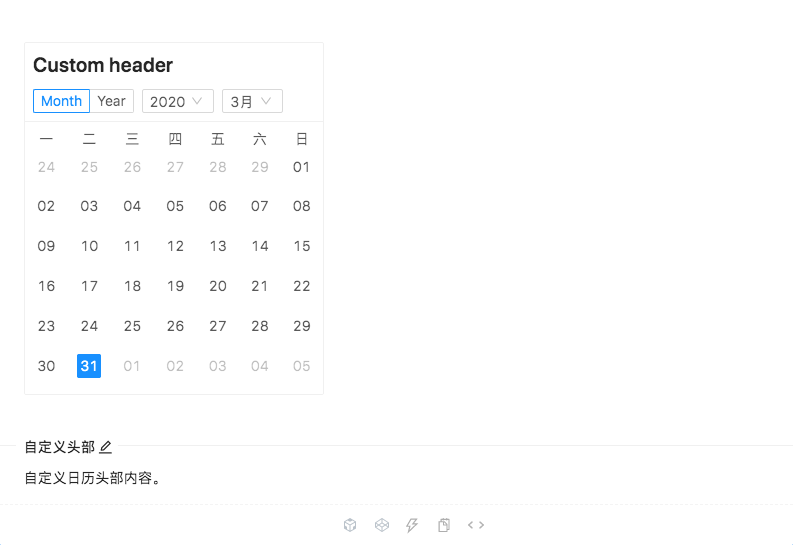 Custom header
Month Year 2020 3月
一 二 三 四 五 六 日
24 25 26 27 28 29 01
02 03 04 05 06 07 08
09 10 11 12 13 14 15
16 17 18 19 20 21 22
23 24 25 26 27 28 29
30 31 01 02 03 04 05
自定义头部
自定义日历头部内容。